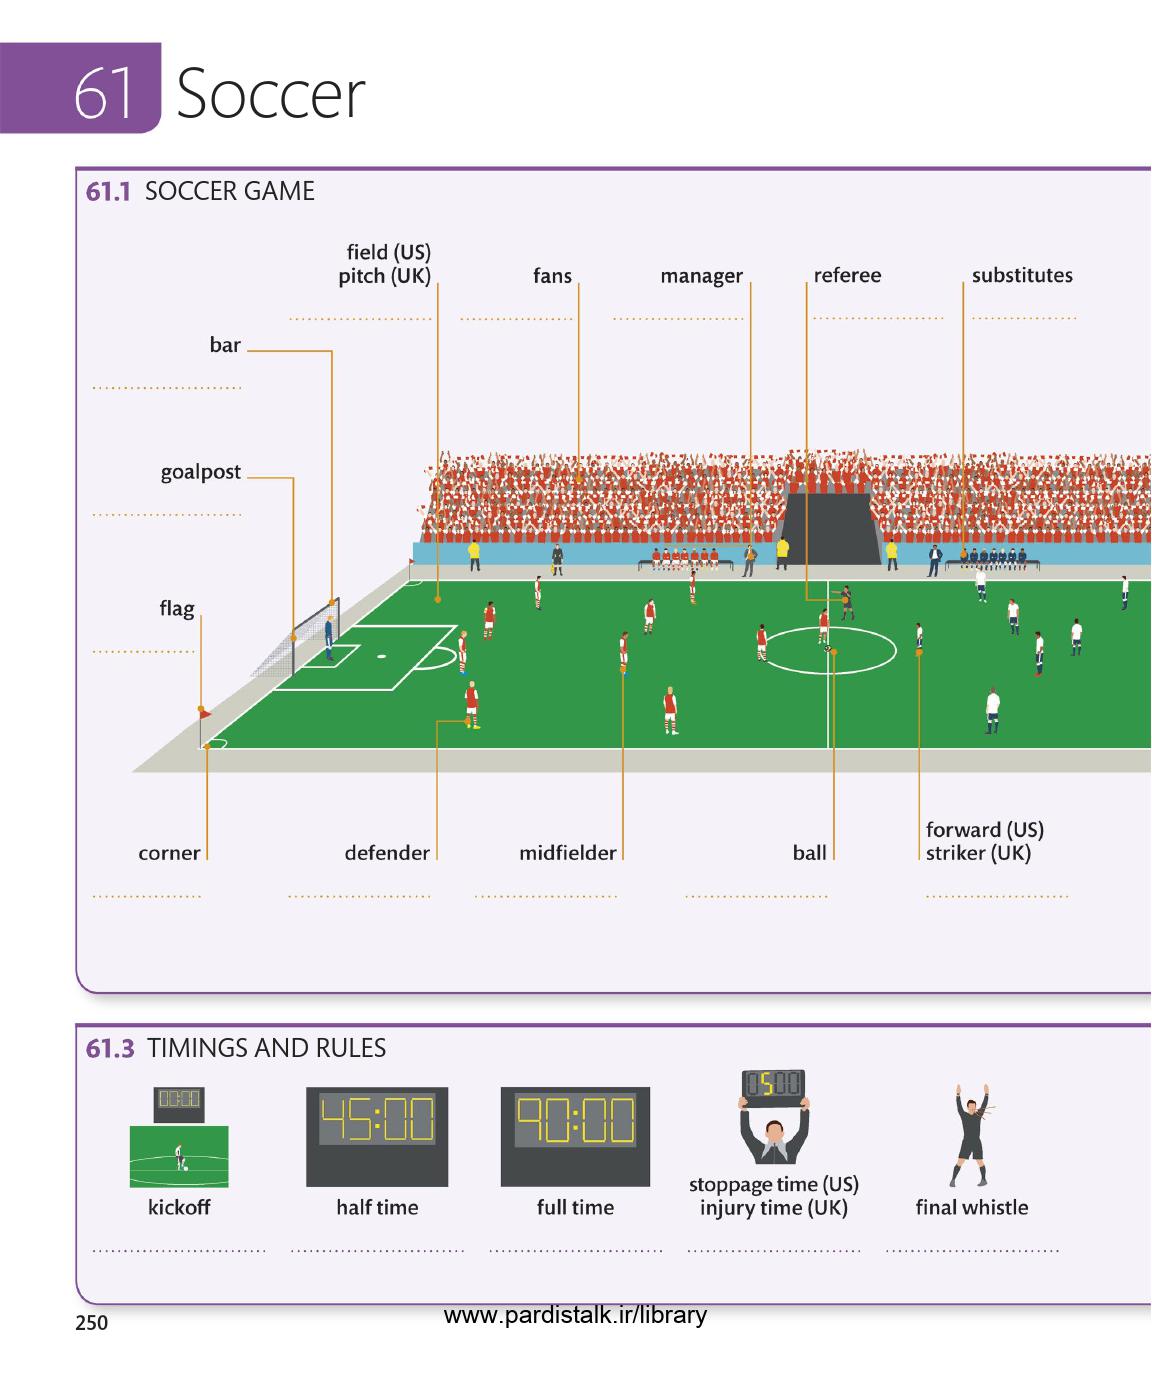 61 Soccer
61.1 SOCCER GAME
field (US)
pitch (UK)
fans
manager
referee
substitutes
bar
goalpost
flag
corner
defender
midfielder
ball
forward (US)
striker (UK)
61.3 TIMINGS AND RULES
00:00
45:00
90:00
0500
kickoff
half time
full time
stoppage time (US)
injury time (UK)
final whistle
250
www.pardistalk.ir/library